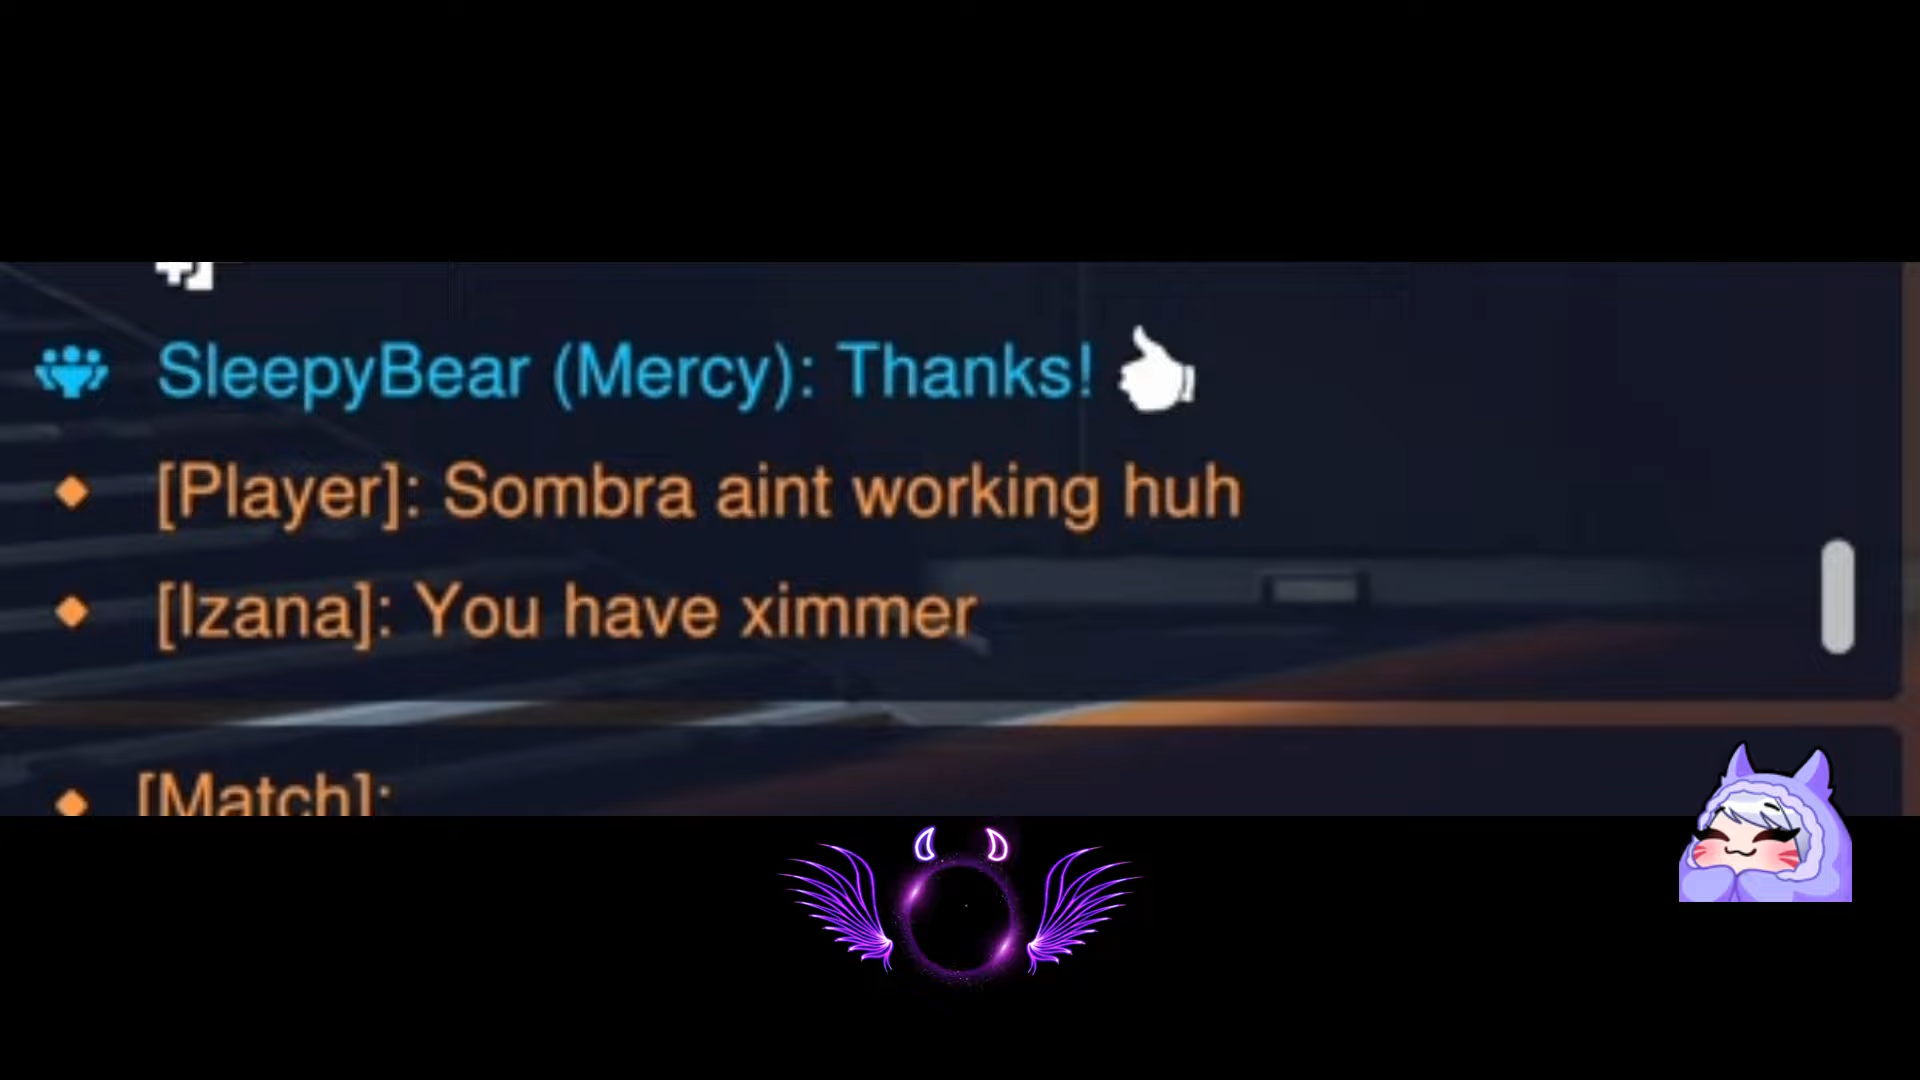 SleepyBear (Mercy): Thanks!
[Player]: Sombra aint working huh
[Izana]: You have ximmer
[Match]: